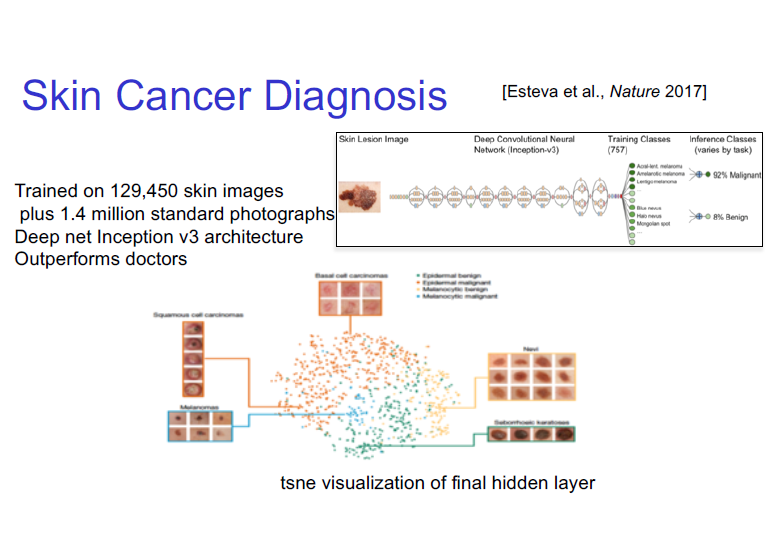 Skin Cancer Diagnosis
[Esteva et al., Nature 2017]
Skin Lesion Image
Deep Convolutional Neural
Network (Inception-v3)
Training Classes
(757)
Inference Classes
(varies by task)
Acral-lent. melanoma
Amelanotic melanoma
Lentigo melanoma
...
Blue nevus
Halo nevus
Mongolian spot
...
92% Malignant
8% Benign
Trained on 129,450 skin images
plus 1.4 million standard photographs
Deep net Inception v3 architecture
Outperforms doctors
Basal cell carcinomas
Epidermal benign
Epidermal malignant
Melanocytic benign
Melanocytic malignant
Squamous cell carcinomas
Nevi
Melanomas
Seborrhoeic keratoses
tsne visualization of final hidden layer